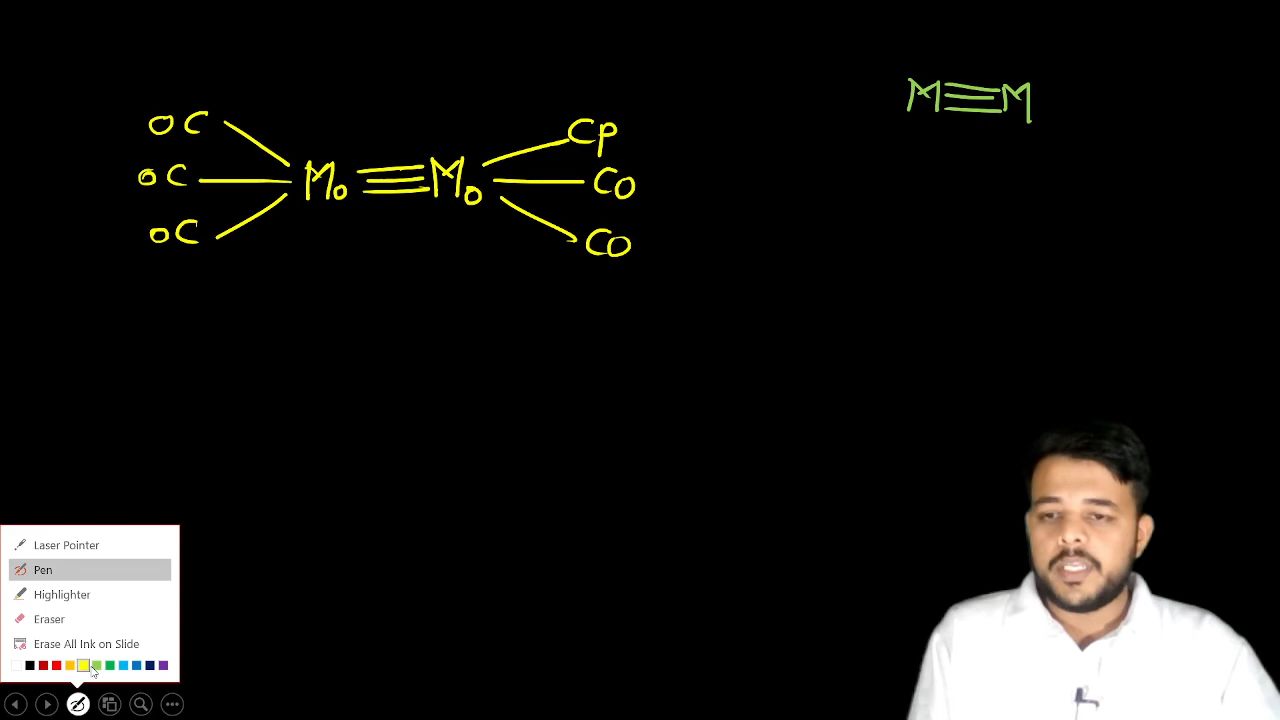 M≡M
OC Cp
OC Mo≡Mo CO
OC CO
Laser Pointer
Pen
Highlighter
Eraser
Erase All Ink on Slide